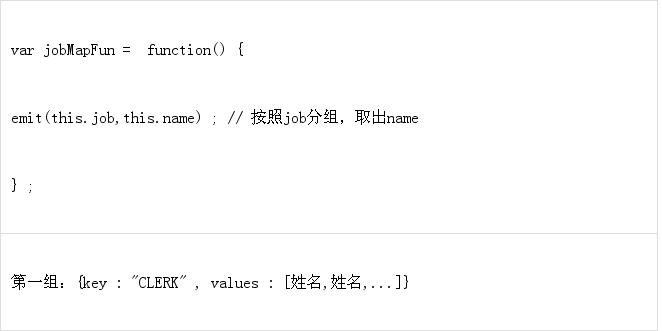 var jobMapFun =  function() {
emit(this.job,this.name) ; // 按照job分组，取出name
} ;
第一组：{key : "CLERK" , values : [姓名,姓名,...]}